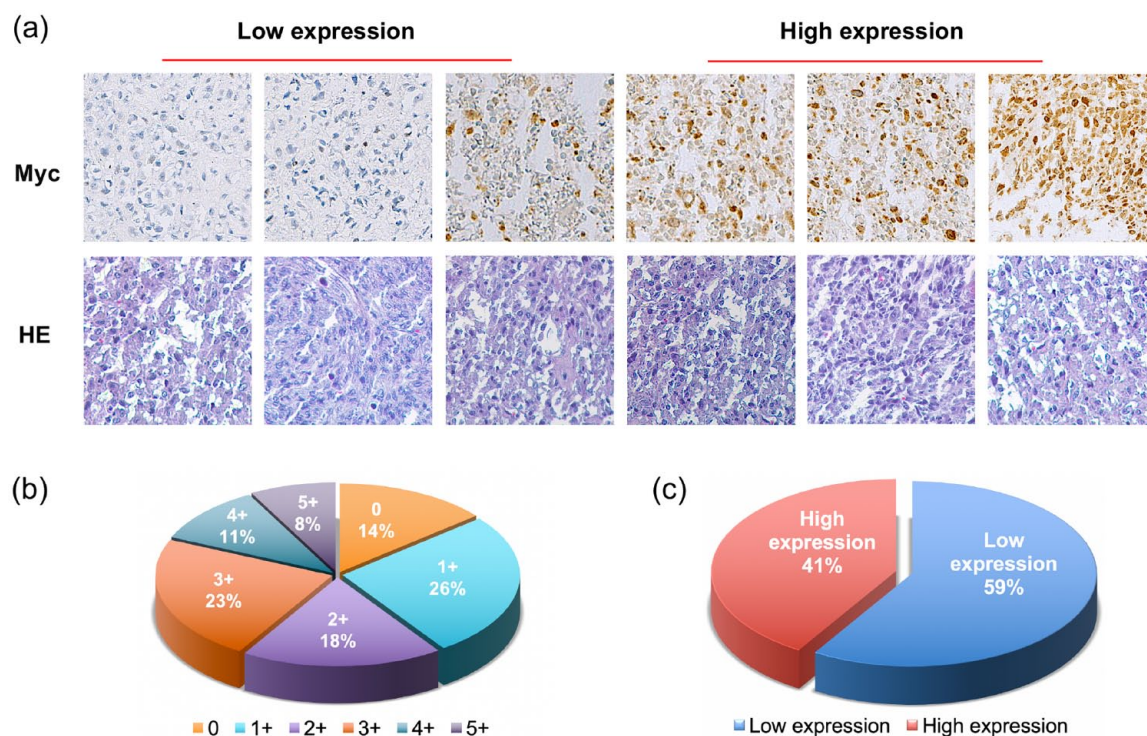 (a)
Low expression
High expression
Myc
HE
(b)
0
14%
1+
26%
2+
18%
3+
23%
4+
11%
5+
8%
0 1+ 2+ 3+ 4+ 5+
(c)
High
expression
41%
Low
expression
59%
Low expression High expression